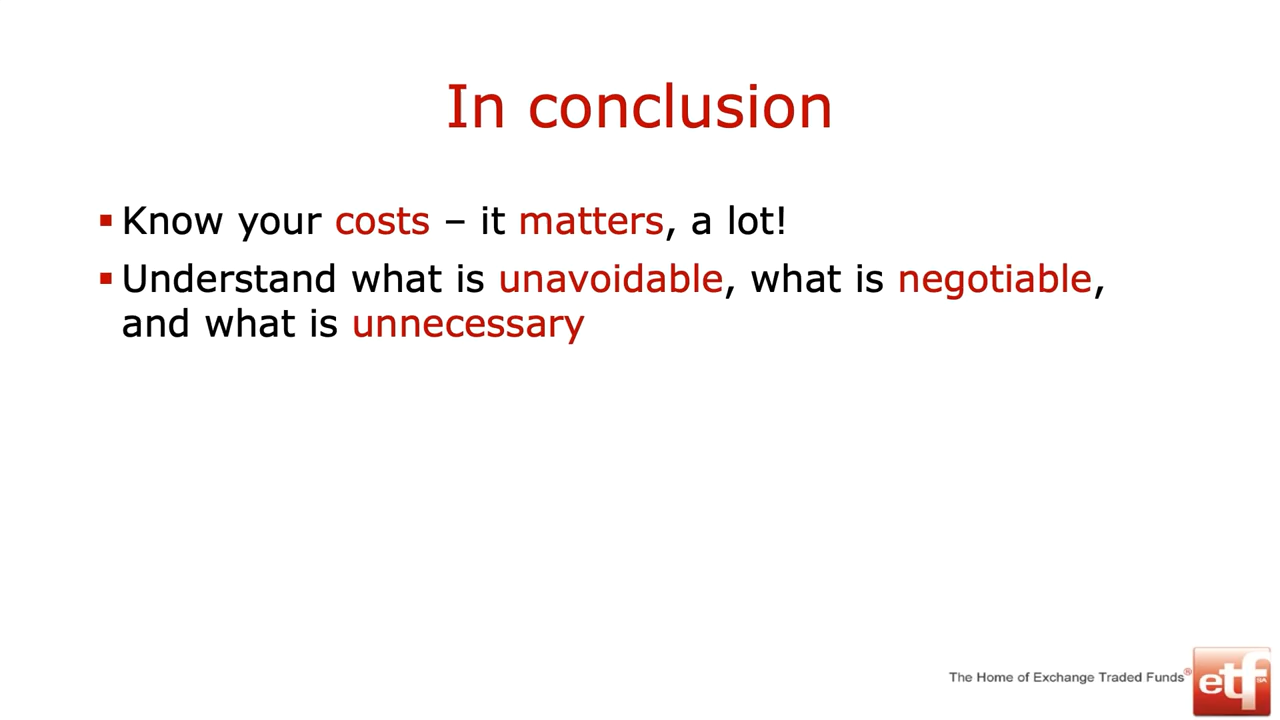 In conclusion
▪ Know your costs – it matters, a lot!
▪ Understand what is unavoidable, what is negotiable,
and what is unnecessary
The Home of Exchange Traded Funds®
etf
SA